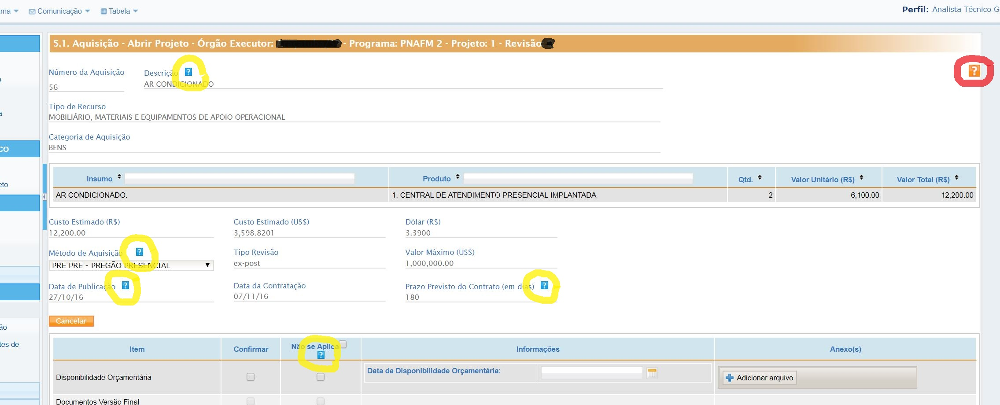 ama Comunicação Tabela Perfil: Analista Técnico G
5.1. Aquisição - Abrir Projeto - Órgão Executor: - Programa: PNAFM 2 - Projeto: 1 - Revisão
Número da Aquisição Descrição ? ?
56 AR CONDICIONADO
Tipo de Recurso
MOBILIÁRIO, MATERIAIS E EQUIPAMENTOS DE APOIO OPERACIONAL
Categoria de Aquisição
BENS
CO
Insumo Produto Qtd. Valor Unitário (R$) Valor Total (R$)
eto
AR CONDICIONADO. 1. CENTRAL DE ATENDIMENTO PRESENCIAL IMPLANTADA 2 6,100.00 12,200.00
Custo Estimado (R$) Custo Estimado (US$) Dólar (R$)
12,200.00 3,598.8201 3.3900
Método de Aquisição ? Tipo Revisão Valor Máximo (US$)
PRE PRE - PREGÃO PRESENCIAL ex-post 1,000,000.00
Data de Publicação ? Data da Contratação Prazo Previsto do Contrato (em dias) ?
27/10/16 07/11/16 180
Cancelar
ão
tes de
Item Confirmar Não se Aplica ? Informações Anexo(s)
Disponibilidade Orçamentária Data da Disponibilidade Orçamentária: Adicionar arquivo
Documentos Versão Final